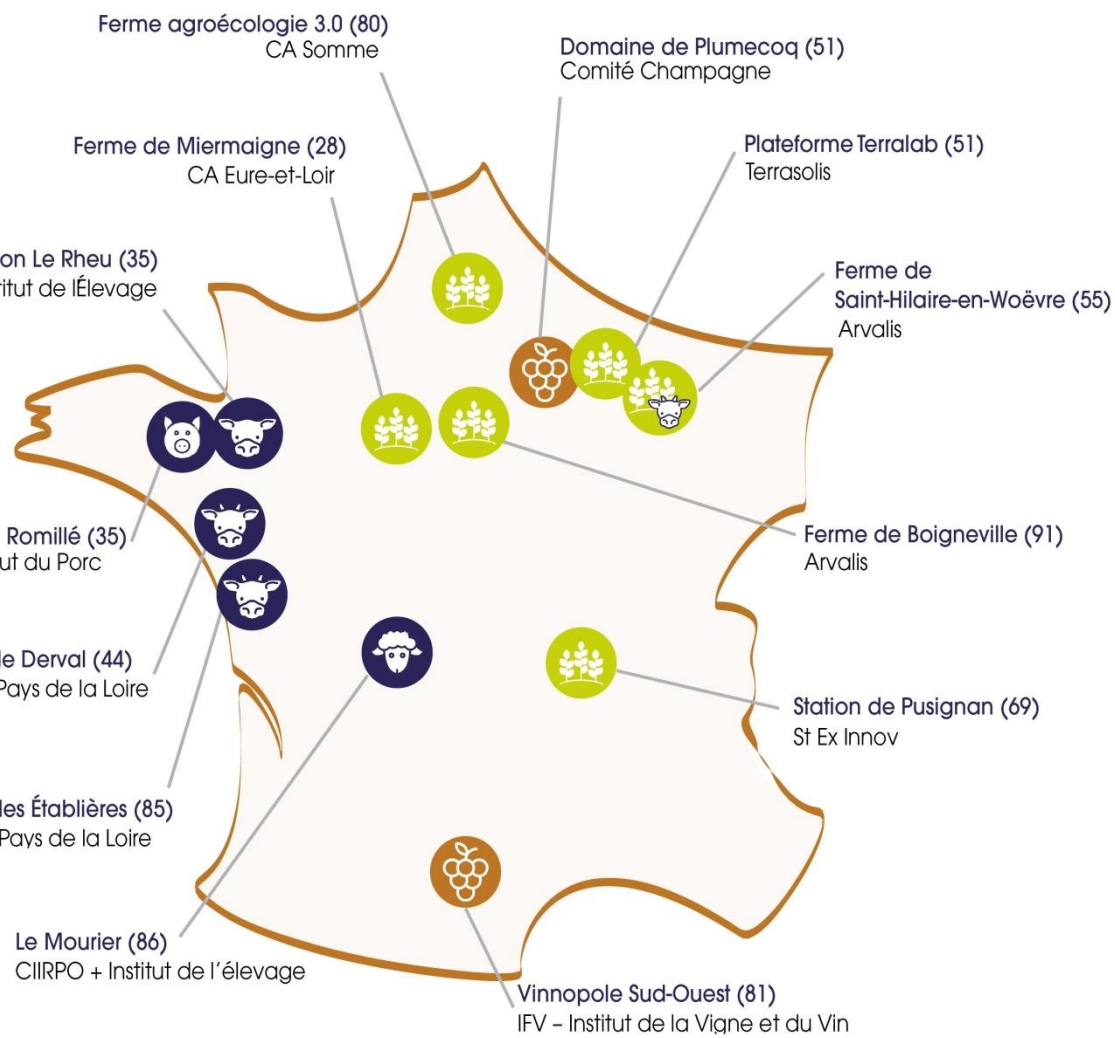 Ferme agroécologie 3.0 (80)
CA Somme
Domaine de Plumecoq (51)
Comité Champagne
Ferme de Miermaigne (28)
CA Eure-et-Loir
Plateforme Terralab (51)
Terrasolis
on Le Rheu (35)
titut de lÉlevage
Ferme de
Saint-Hilaire-en-Woëvre (55)
Arvalis
Romillé (35)
ut du Porc
Ferme de Boigneville (91)
Arvalis
de Derval (44)
Pays de la Loire
Station de Pusignan (69)
St Ex Innov
des Établières (85)
Pays de la Loire
Le Mourier (86)
CIIRPO + Institut de l'élevage
Vinnopole Sud-Ouest (81)
IFV – Institut de la Vigne et du Vin